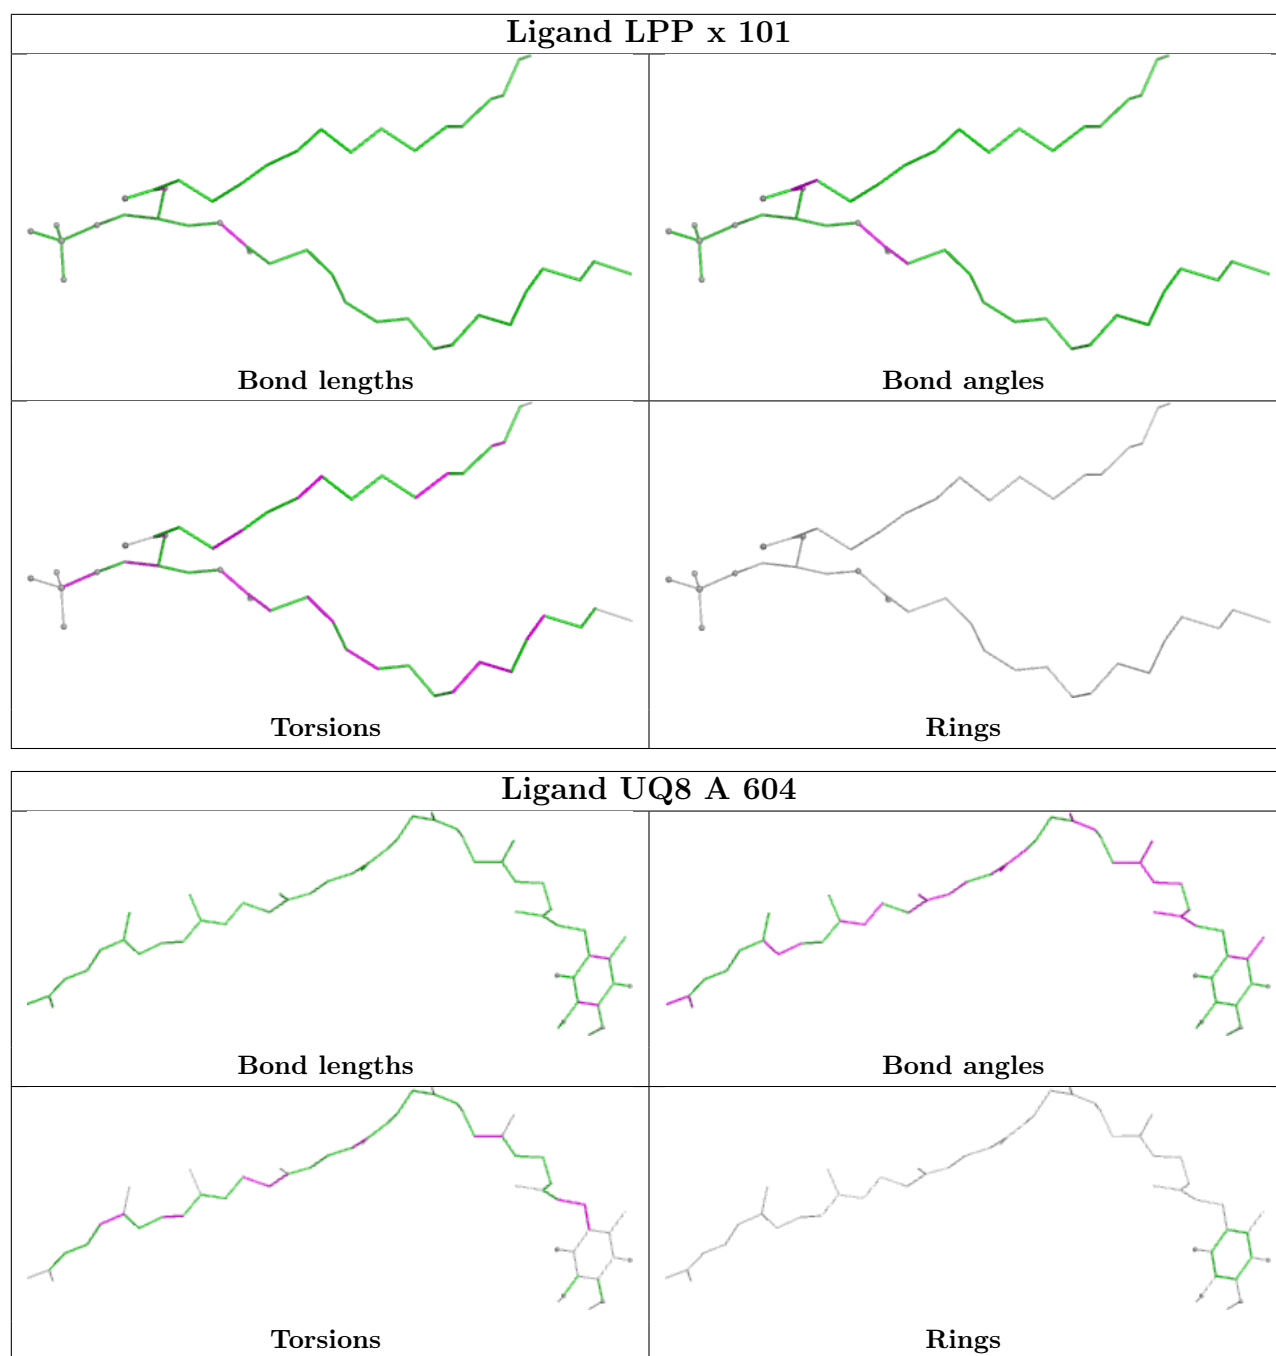 Ligand LPP x 101
Bond lengths
Bond angles
Torsions
Rings
Ligand UQ8 A 604
Bond lengths
Bond angles
Torsions
Rings